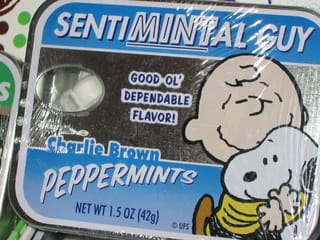 SENTIMINTAL GUY
GOOD OL'
DEPENDABLE
FLAVOR!
Charlie Brown
PEPPERMINTS
NET WT 1.5 OZ (42g)
© UFS